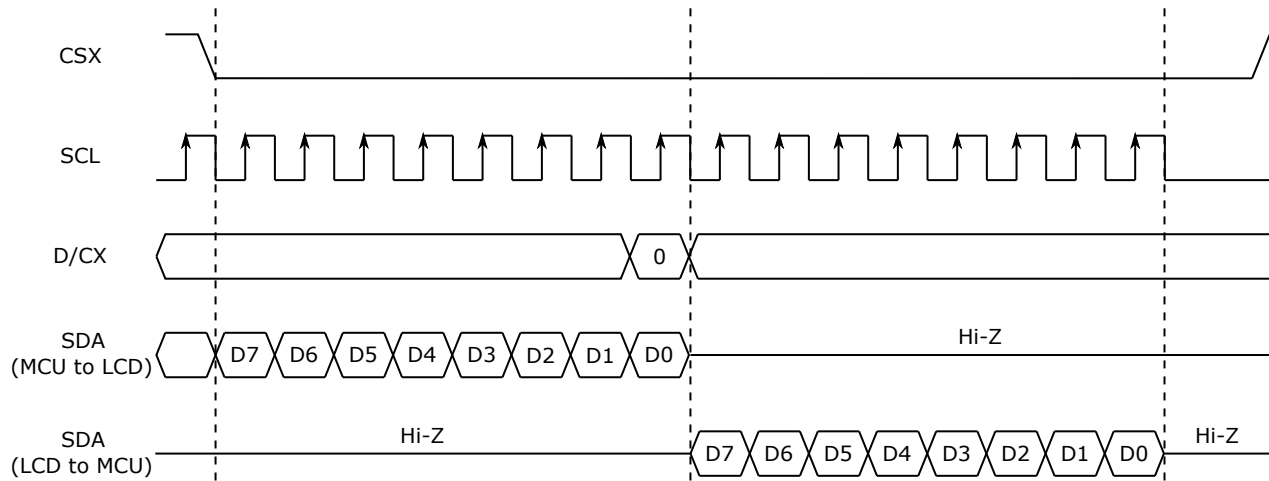 CSX
SCL
D/CX
0
SDA
(MCU to LCD)
D7 D6 D5 D4 D3 D2 D1 D0
Hi-Z
SDA
(LCD to MCU)
Hi-Z
D7 D6 D5 D4 D3 D2 D1 D0
Hi-Z